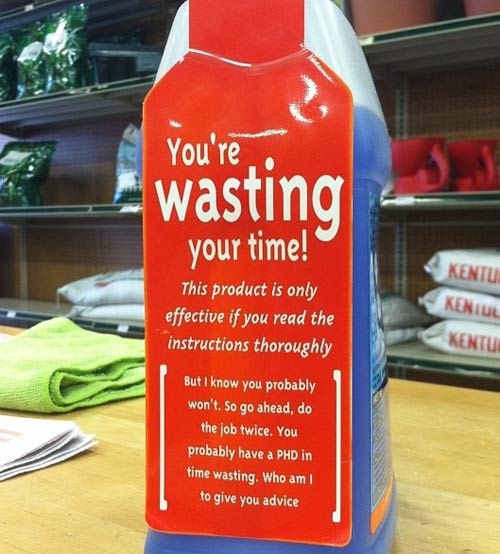 You're
wasting
your time!
This product is only
effective if you read the
instructions thoroughly
But I know you probably
won't. So go ahead, do
the job twice. You
probably have a PHD in
time wasting. Who am I
to give you advice
KENTU
KENTU
KENTU